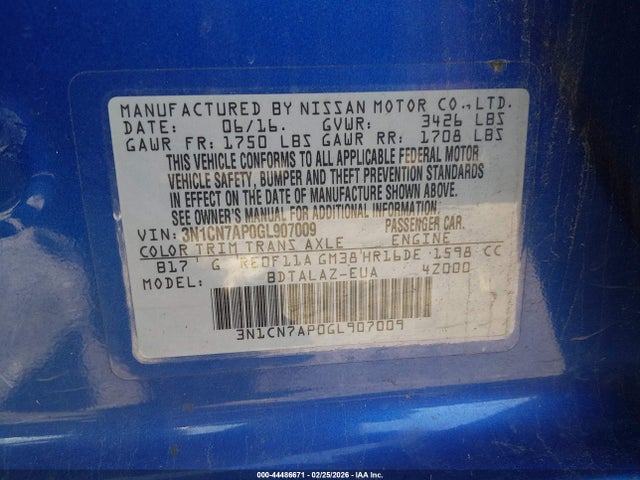 MANUFACTURED BY NISSAN MOTOR CO., LTD.
DATE: 06/16. GVWR: 3426 LBS
GAWR FR: 1750 LBS GAWR RR: 1708 LBS
THIS VEHICLE CONFORMS TO ALL APPLICABLE FEDERAL MOTOR
VEHICLE SAFETY, BUMPER AND THEFT PREVENTION STANDARDS
IN EFFECT ON THE DATE OF MANUFACTURE SHOWN ABOVE.
SEE OWNER'S MANUAL FOR ADDITIONAL INFORMATION.
VIN: 3N1CN7AP0GL907009 PASSENGER CAR.
COLOR TRIM TRANS AXLE ENGINE
B17 G RE0F11A GM38 HR16DE 1598 CC
MODEL: BDTALAZ-EUA 4Z000
3N1CN7AP0GL907009
000-44486671 - 02/25/2026 - IAA Inc.